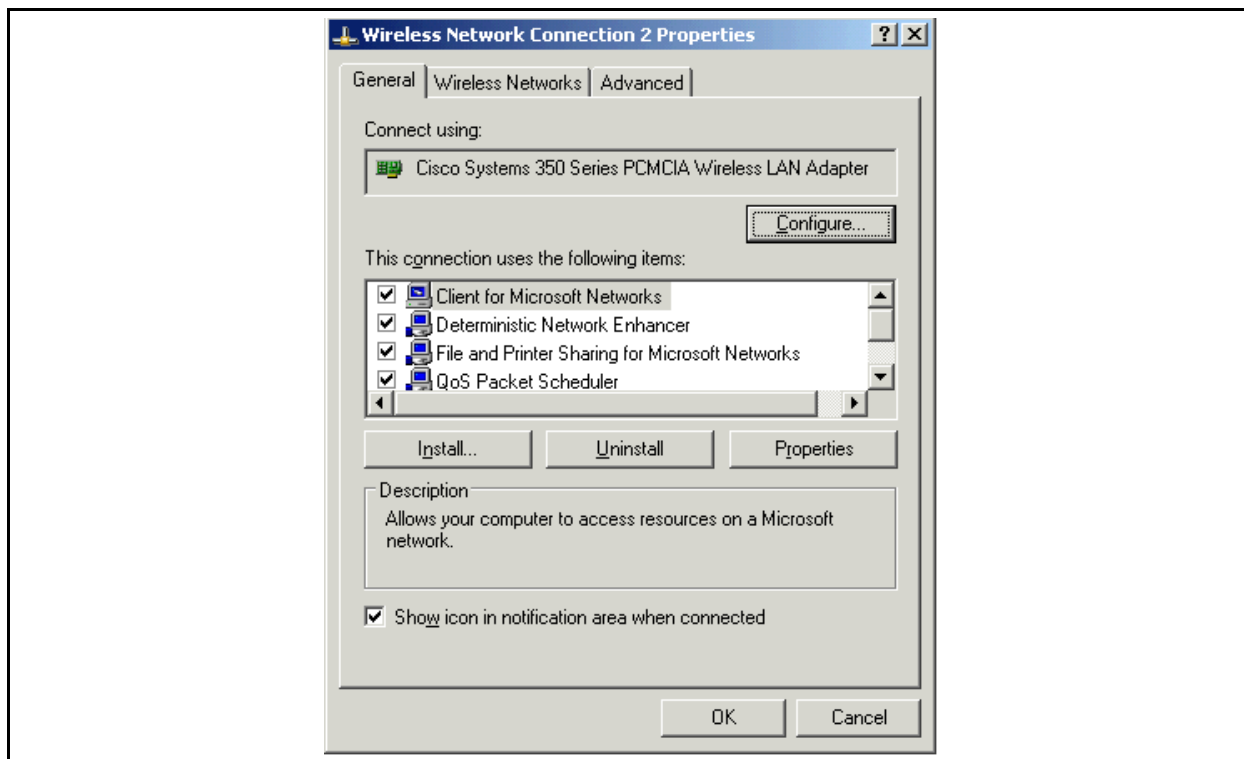 Wireless Network Connection 2 Properties
General Wireless Networks Advanced
Connect using:
Cisco Systems 350 Series PCMCIA Wireless LAN Adapter
Configure...
This connection uses the following items:
Client for Microsoft Networks
Deterministic Network Enhancer
File and Printer Sharing for Microsoft Networks
QoS Packet Scheduler
Install... Uninstall Properties
Description
Allows your computer to access resources on a Microsoft
network.
Show icon in notification area when connected
OK Cancel